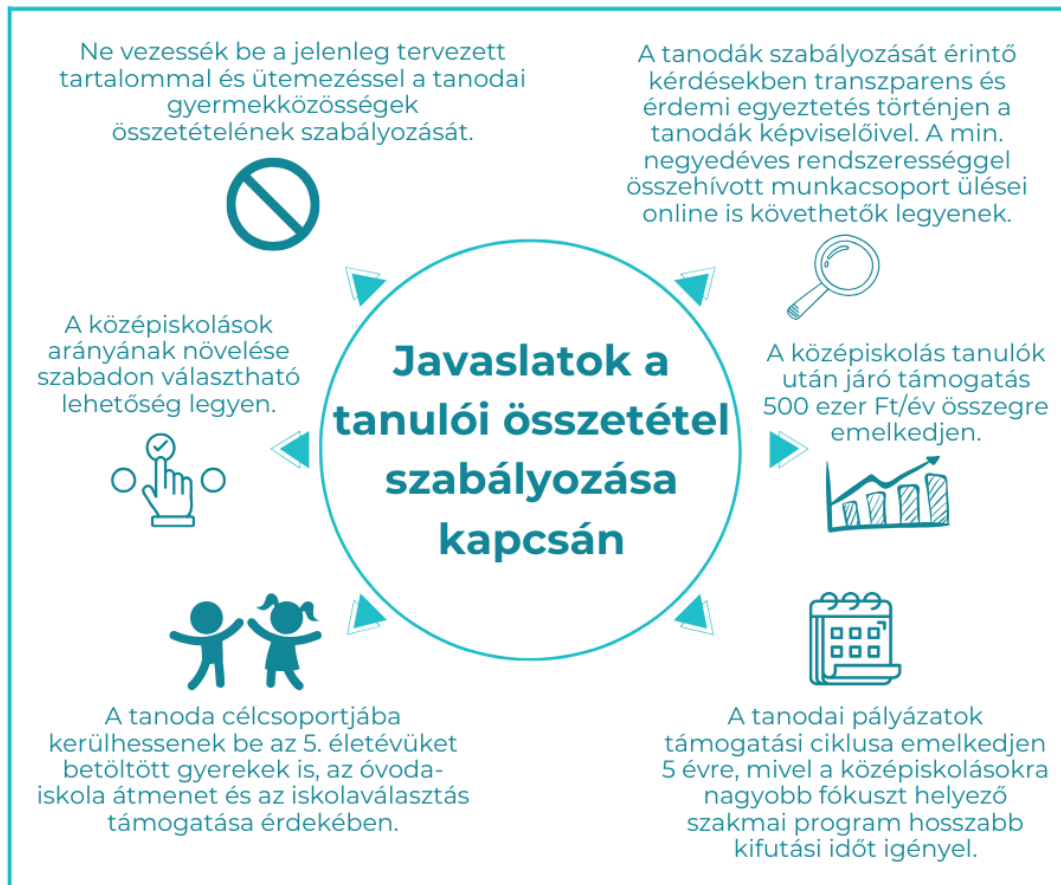 Ne vezessék be a jelenleg tervezett
tartalommal és ütemezéssel a tanodai
gyermekközösségek
összetételének szabályozását.
A tanodák szabályozását érintő
kérdésekben transzparens és
érdemi egyeztetés történjen a
tanodák képviselőivel. A min.
negyedéves rendszerességgel
összehívott munkacsoport ülései
online is követhetők legyenek.
A középiskolások
arányának növelése
szabadon választható
lehetőség legyen.
Javaslatok a
tanulói összetétel
szabályozása
kapcsán
A középiskolás tanulók
után járó támogatás
500 ezer Ft/év összegre
emelkedjen.
A tanoda célcsoportjába
kerülhessenek be az 5. életévüket
betöltött gyerekek is, az óvoda-
iskola átmenet és az iskolaválasztás
támogatása érdekében.
A tanodai pályázatok
támogatási ciklusa emelkedjen
5 évre, mivel a középiskolásokra
nagyobb fókuszt helyező
szakmai program hosszabb
kifutási időt igényel.